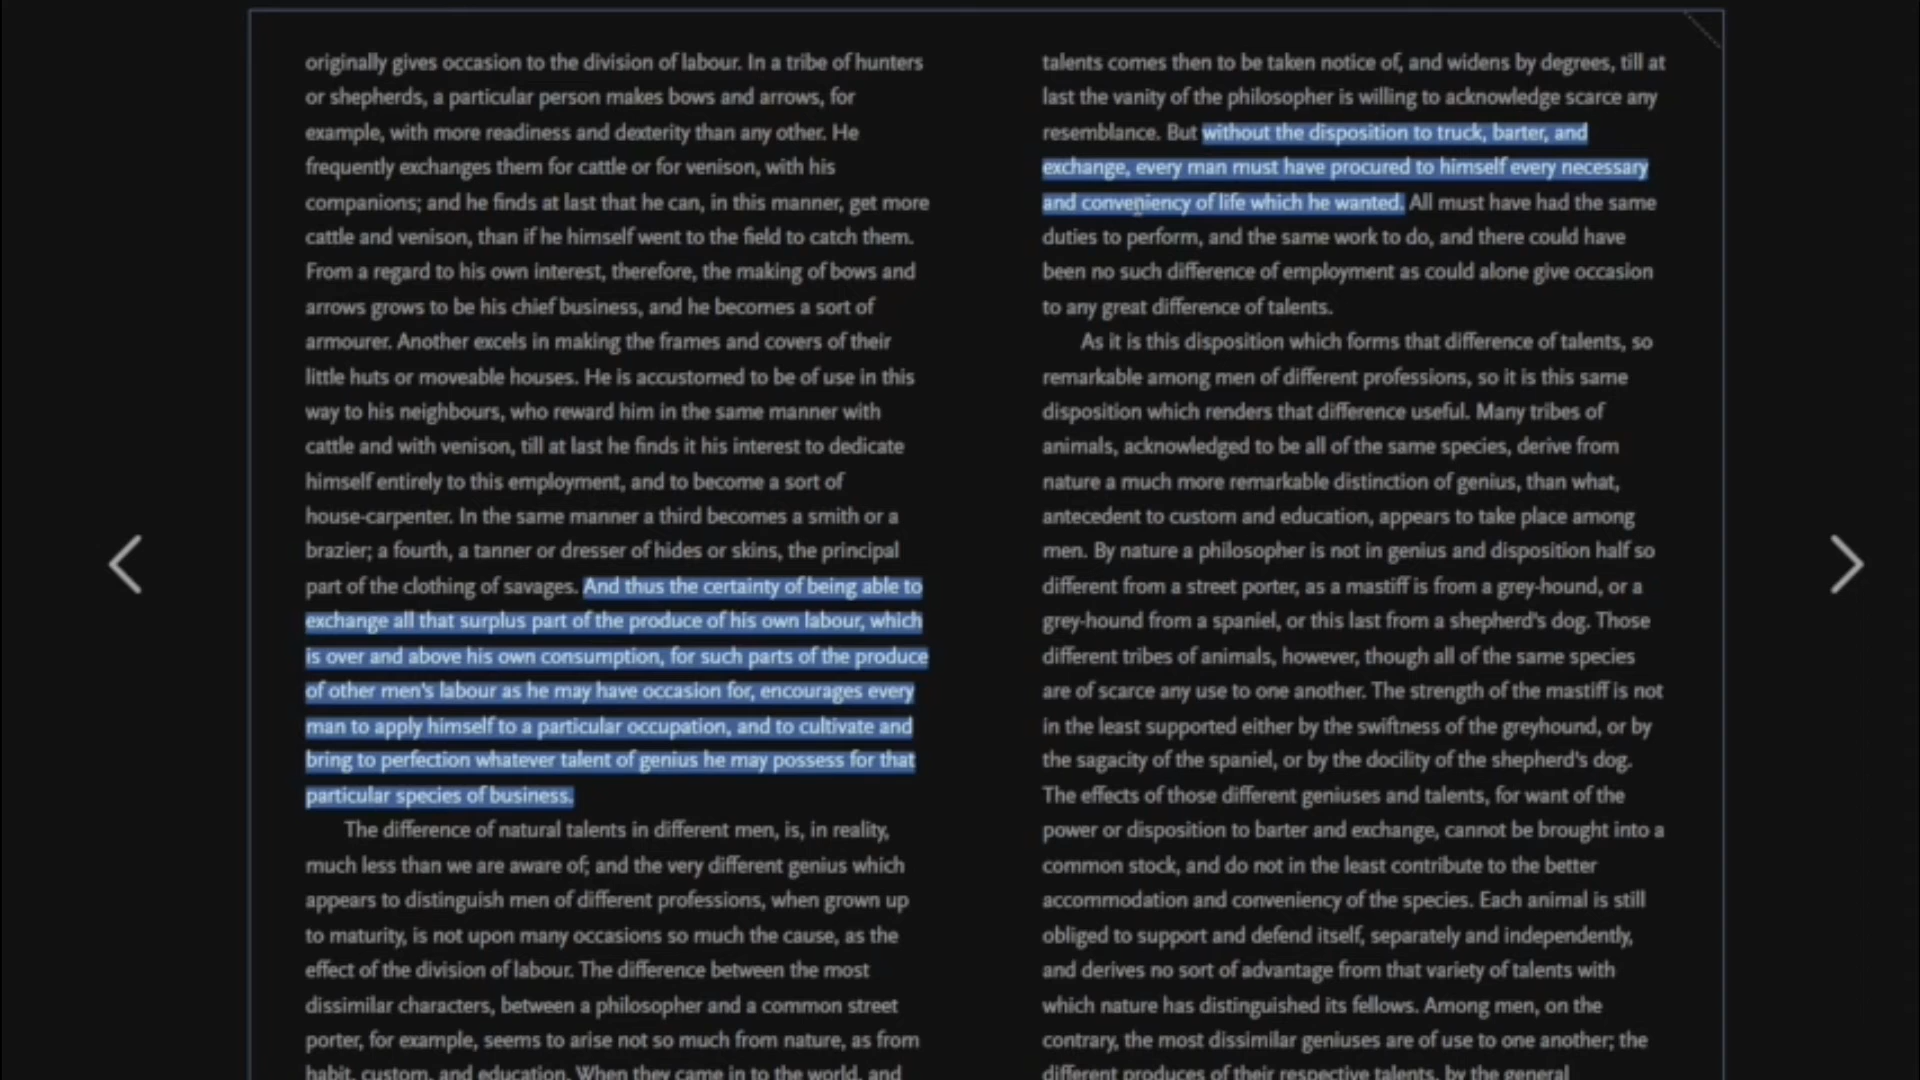 originally gives occasion to the division of labour. In a tribe of hunters
or shepherds, a particular person makes bows and arrows, for
example, with more readiness and dexterity than any other. He
frequently exchanges them for cattle or for venison, with his
companions; and he finds at last that he can, in this manner, get more
cattle and venison, than if he himself went to the field to catch them.
From a regard to his own interest, therefore, the making of bows and
arrows grows to be his chief business, and he becomes a sort of
armourer. Another excels in making the frames and covers of their
little huts or moveable houses. He is accustomed to be of use in this
way to his neighbours, who reward him in the same manner with
cattle and with venison, till at last he finds it his interest to dedicate
himself entirely to this employment, and to become a sort of
house-carpenter. In the same manner a third becomes a smith or a
brazier; a fourth, a tanner or dresser of hides or skins, the principal
part of the clothing of savages. And thus the certainty of being able to
exchange all that surplus part of the produce of his own labour, which
is over and above his own consumption, for such parts of the produce
of other men's labour as he may have occasion for, encourages every
man to apply himself to a particular occupation, and to cultivate and
bring to perfection whatever talent of genius he may possess for that
particular species of business.
The difference of natural talents in different men, is, in reality,
much less than we are aware of; and the very different genius which
appears to distinguish men of different professions, when grown up
to maturity, is not upon many occasions so much the cause, as the
effect of the division of labour. The difference between the most
dissimilar characters, between a philosopher and a common street
porter, for example, seems to arise not so much from nature, as from
habit, custom, and education. When they came in to the world, and
talents comes then to be taken notice of, and widens by degrees, till at
last the vanity of the philosopher is willing to acknowledge scarce any
resemblance. But without the disposition to truck, barter, and
exchange, every man must have procured to himself every necessary
and conveniency of life which he wanted. All must have had the same
duties to perform, and the same work to do, and there could have
been no such difference of employment as could alone give occasion
to any great difference of talents.
As it is this disposition which forms that difference of talents, so
remarkable among men of different professions, so it is this same
disposition which renders that difference useful. Many tribes of
animals, acknowledged to be all of the same species, derive from
nature a much more remarkable distinction of genius, than what,
antecedent to custom and education, appears to take place among
men. By nature a philosopher is not in genius and disposition half so
different from a street porter, as a mastiff is from a grey-hound, or a
grey-hound from a spaniel, or this last from a shepherd's dog. Those
different tribes of animals, however, though all of the same species
are of scarce any use to one another. The strength of the mastiff is not
in the least supported either by the swiftness of the greyhound, or by
the sagacity of the spaniel, or by the docility of the shepherd's dog.
The effects of those different geniuses and talents, for want of the
power or disposition to barter and exchange, cannot be brought into a
common stock, and do not in the least contribute to the better
accommodation and conveniency of the species. Each animal is still
obliged to support and defend itself, separately and independently,
and derives no sort of advantage from that variety of talents with
which nature has distinguished its fellows. Among men, on the
contrary, the most dissimilar geniuses are of use to one another; the
different produces of their respective talents, by the general